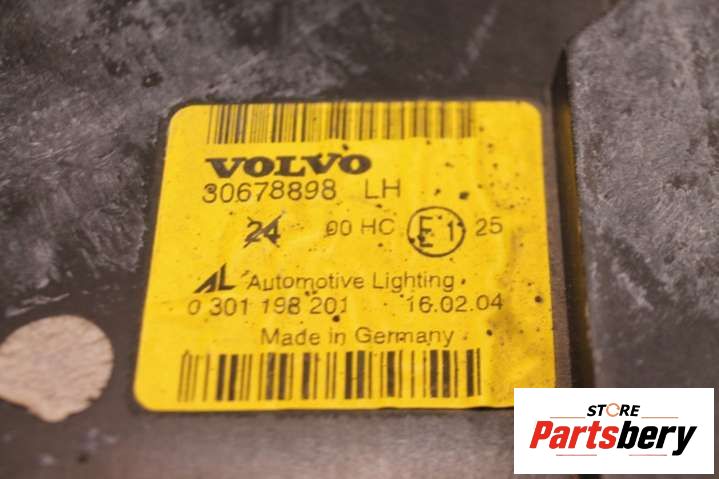 VOLVO
30678898 LH
24 00 HC E1 25
AL Automotive Lighting
0 301 198 201 16.02.04
Made in Germany
STORE
Partsbery